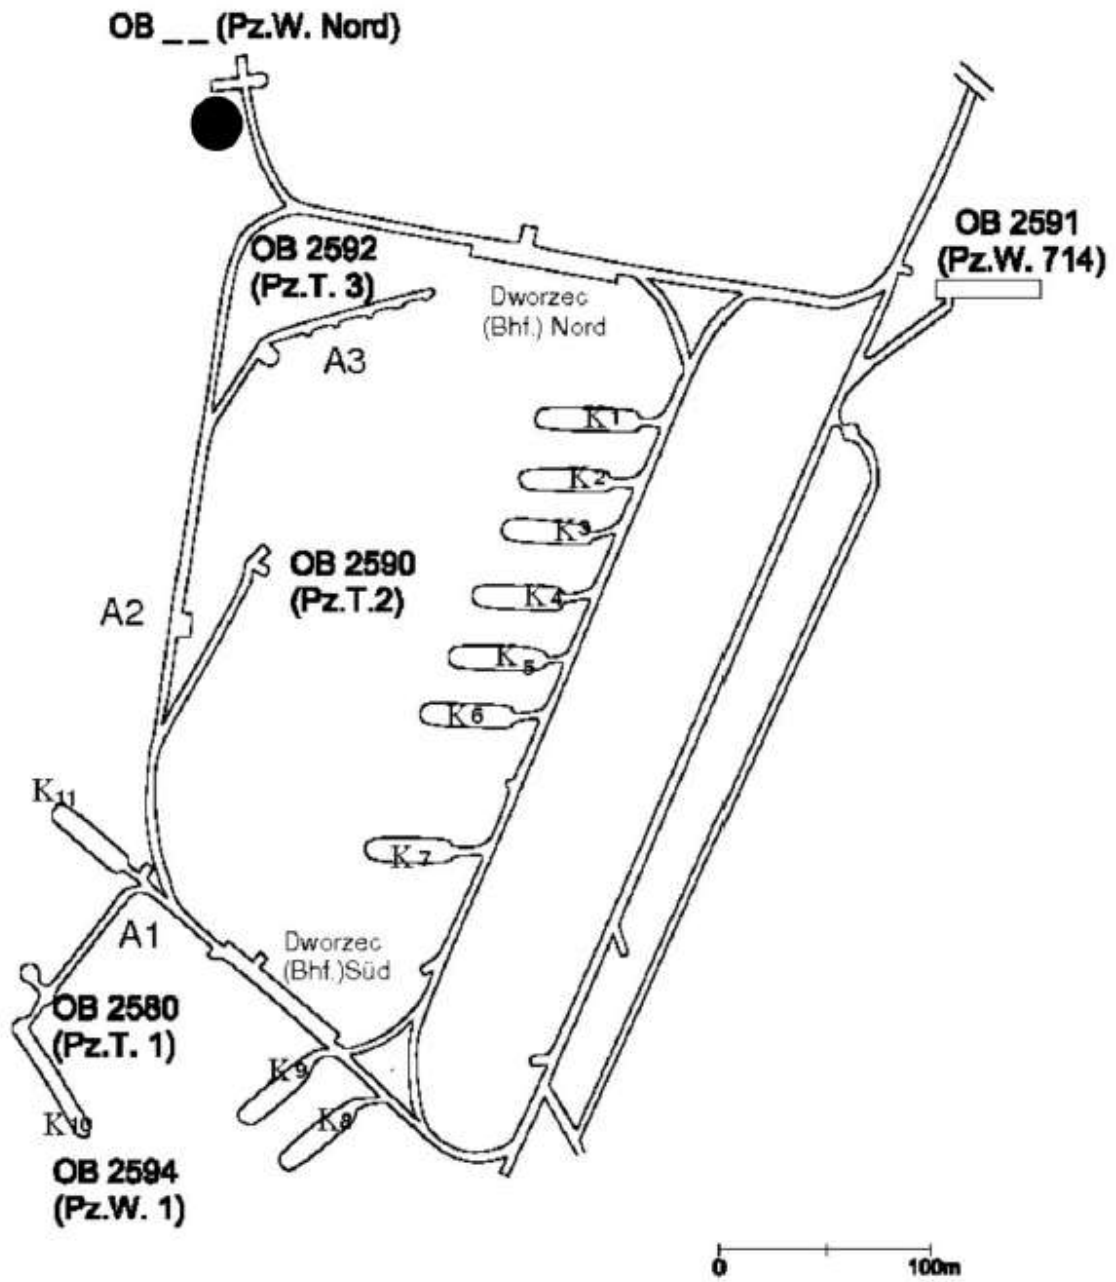 OB _ _ (Pz.W. Nord)
OB 2591
(Pz.W. 714)
OB 2592
(Pz.T. 3)
Dworzec
(Bhf.) Nord
A3
K1
K2
K3
OB 2590
(Pz.T.2)
K4
A2
K5
K6
K11
K7
A1
Dworzec
(Bhf.)Süd
OB 2580
(Pz.T. 1)
K9
K8
K10
OB 2594
(Pz.W. 1)
0
100m